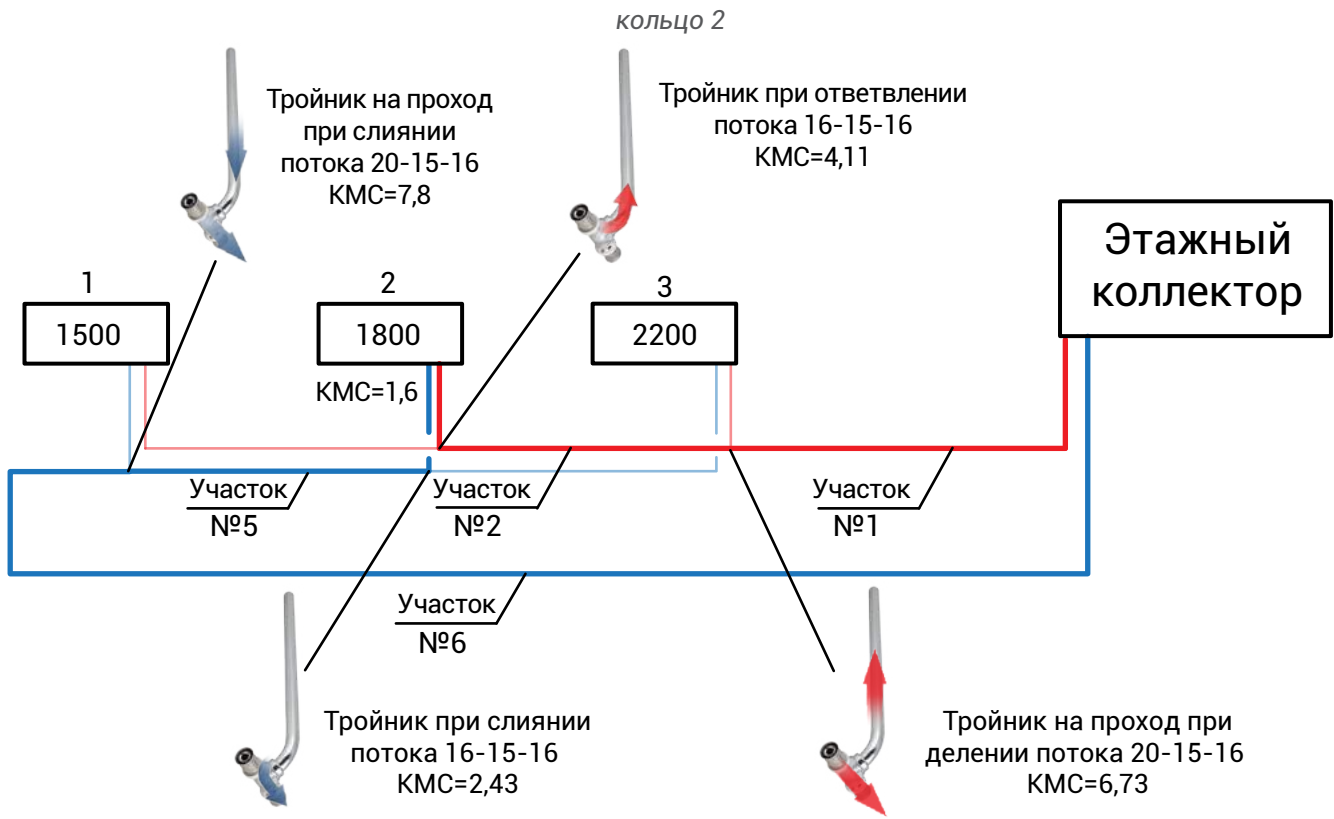 кольцо 2
Тройник на проход
при слиянии
потока 20-15-16
КМС=7,8
Тройник при ответвлении
потока 16-15-16
КМС=4,11
Этажный
коллектор
1
1500
2
1800
3
2200
КМС=1,6
Участок
№5
Участок
№2
Участок
№1
Участок
№6
Тройник при слиянии
потока 16-15-16
КМС=2,43
Тройник на проход при
делении потока 20-15-16
КМС=6,73